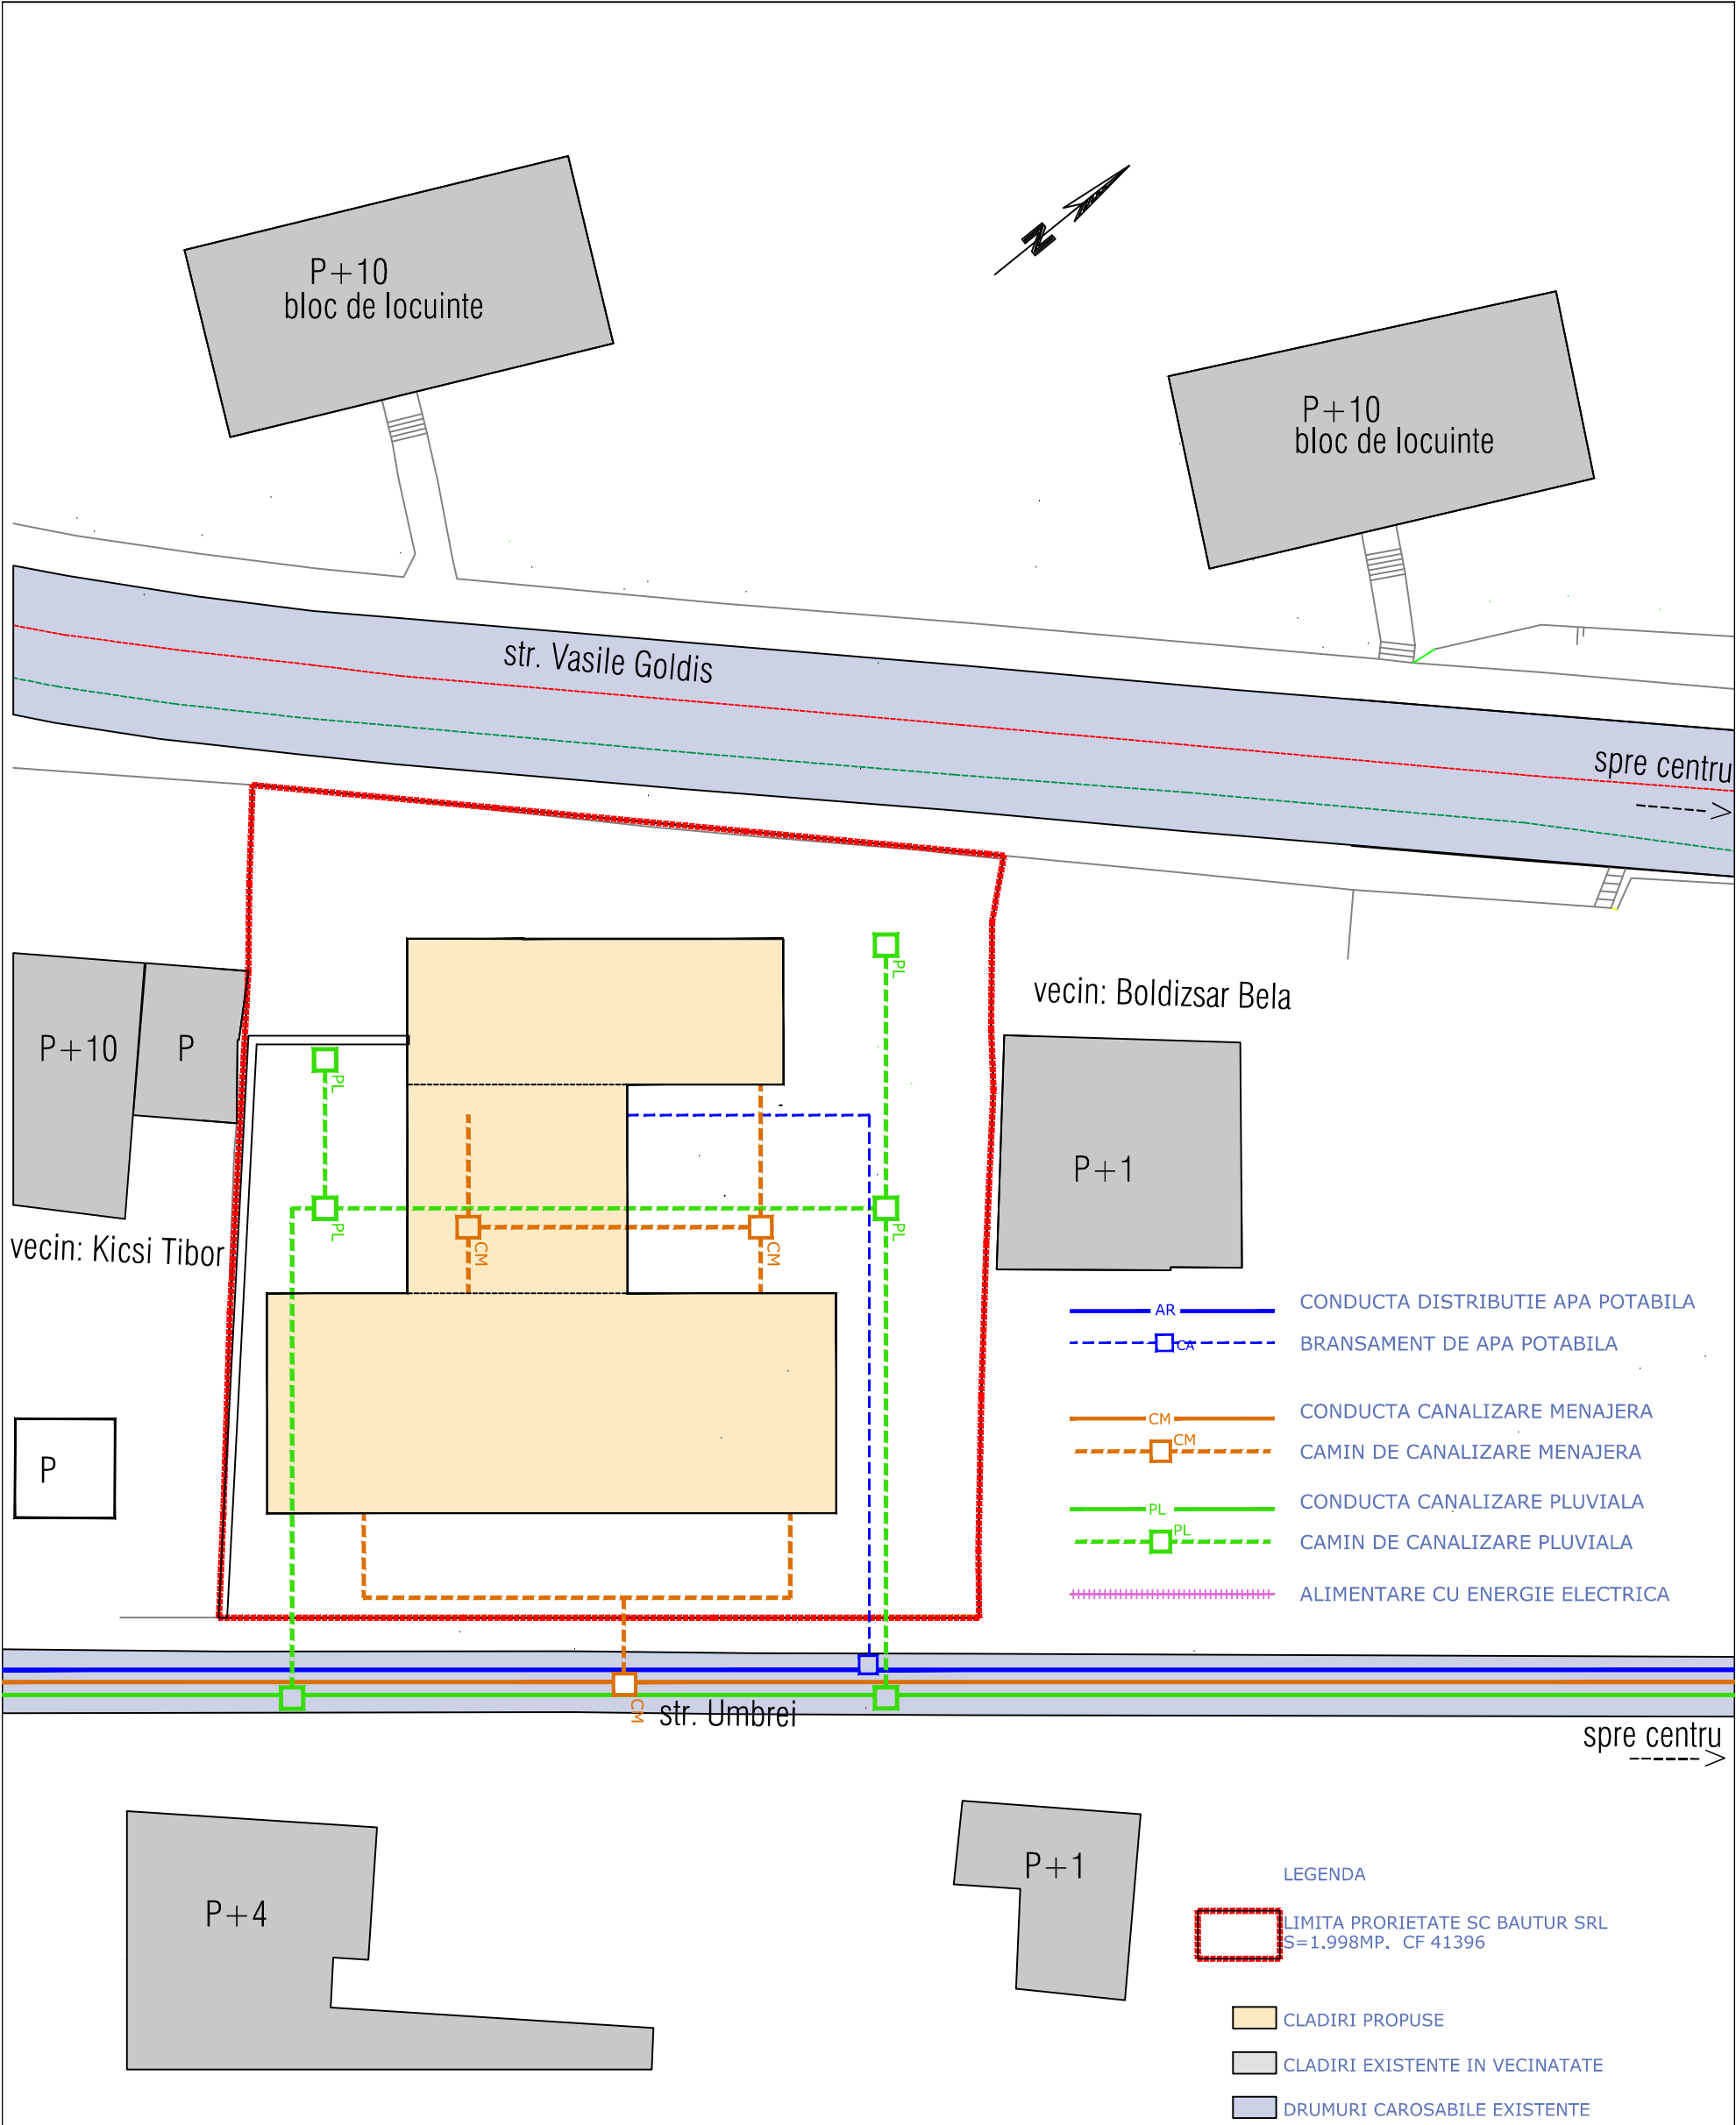 P+10
bloc de locuinte
N
P+10
bloc de locuinte
str. Vasile Goldis
spre centru
PL
vecin: Boldizsar Bela
P+10
P
PL
P+1
PL
PL
CM
CM
vecin: Kicsi Tibor
AR
CONDUCTA DISTRIBUTIE APA POTABILA
CA
BRANSAMENT DE APA POTABILA
CM
CONDUCTA CANALIZARE MENAJERA
CM
CAMIN DE CANALIZARE MENAJERA
P
PL
CONDUCTA CANALIZARE PLUVIALA
PL
CAMIN DE CANALIZARE PLUVIALA
ALIMENTARE CU ENERGIE ELECTRICA
CM
str. Umbrei
spre centru
P+4
P+1
LEGENDA
LIMITA PRORIETATE SC BAUTUR SRL
S=1.998MP. CF 41396
CLADIRI PROPUSE
CLADIRI EXISTENTE IN VECINATATE
DRUMURI CAROSABILE EXISTENTE